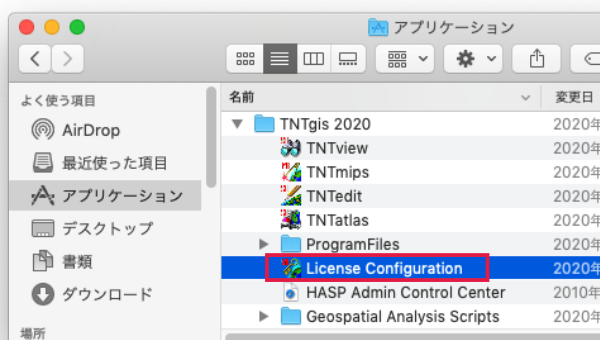 アプリケーション
よく使う項目
AirDrop
最近使った項目
アプリケーション
デスクトップ
書類
ダウンロード
場所
名前 変更日
TNTgis 2020 2020年
TNTview 2020年
TNTmips 2020年
TNTedit 2020年
TNTatlas 2020年
ProgramFiles 2020年
License Configuration 2020年
HASP Admin Control Center 2010年
Geospatial Analysis Scripts 2020年